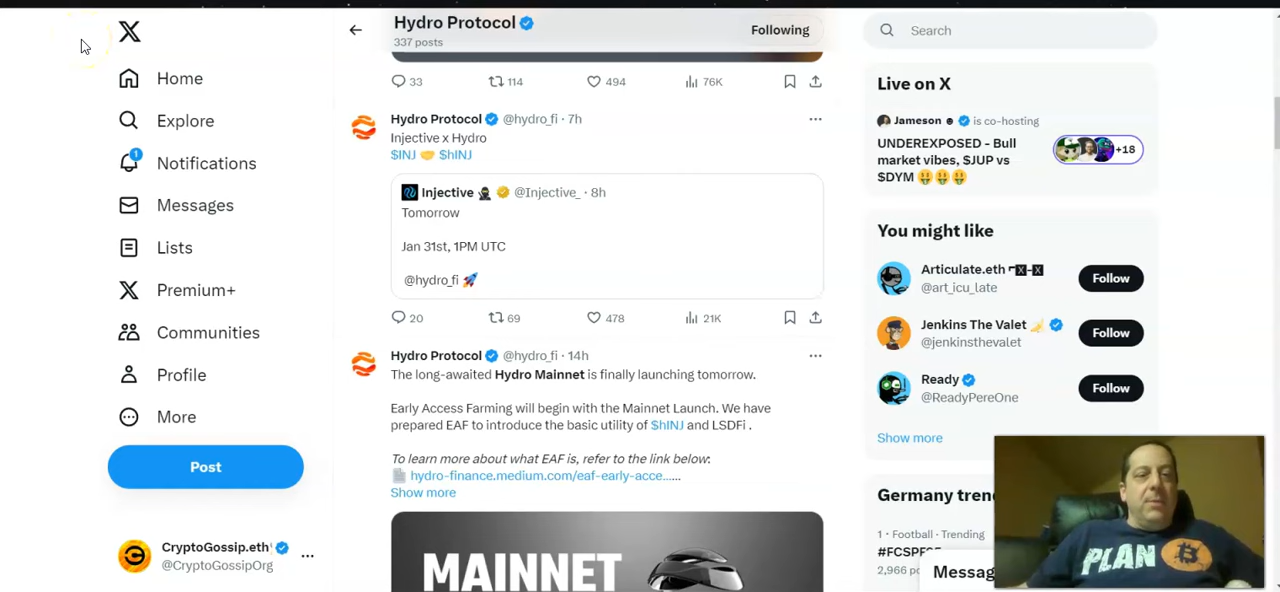 Hydro Protocol
337 posts
Following
Search
Home
Explore
1
Notifications
Messages
Lists
Premium+
Communities
Profile
More
Post
CryptoGossip.eth
@CryptoGossipOrg
33 114 494 76K
Hydro Protocol @hydro_fi · 7h
Injective x Hydro
$INJ 🤝 $hINJ
Injective 🥷 @Injective_ · 8h
Tomorrow
Jan 31st, 1PM UTC
@hydro_fi 🚀
20 69 478 21K
Hydro Protocol @hydro_fi · 14h
The long-awaited Hydro Mainnet is finally launching tomorrow.
Early Access Farming will begin with the Mainnet Launch. We have
prepared EAF to introduce the basic utility of $hINJ and LSDFi .
To learn more about what EAF is, refer to the link below:
📄 hydro-finance.medium.com/eaf-early-acce……
Show more
MAINNET
Live on X
Jameson is co-hosting
UNDEREXPOSED - Bull
market vibes, $JUP vs
$DYM 🤑🤑🤑
+18
You might like
Articulate.eth
@art_icu_late
Follow
Jenkins The Valet
@jenkinsthevalet
Follow
Ready
@ReadyPereOne
Follow
Show more
Germany tren
1 · Football · Trending
2,966 po
Messag
PLAN B